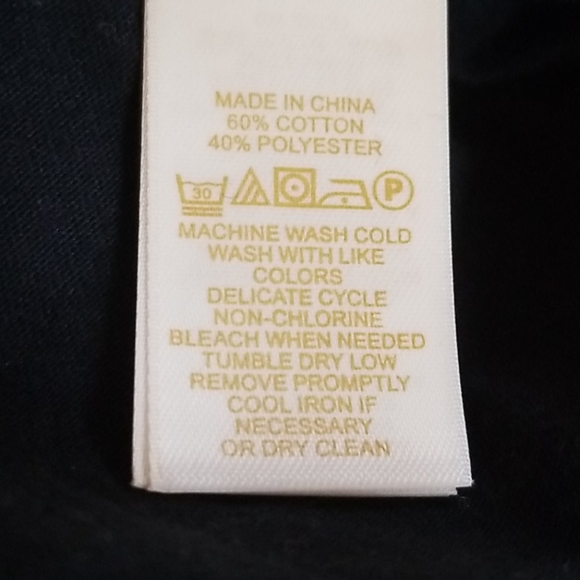 MADE IN CHINA
60% COTTON
40% POLYESTER
30 P
MACHINE WASH COLD
WASH WITH LIKE
COLORS
DELICATE CYCLE
NON-CHLORINE
BLEACH WHEN NEEDED
TUMBLE DRY LOW
REMOVE PROMPTLY
COOL IRON IF
NECESSARY
OR DRY CLEAN